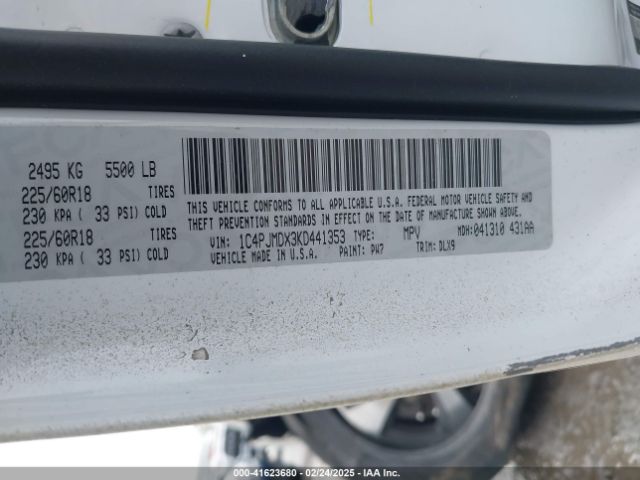 2495 KG 5500 LB
225/60R18 TIRES
230 KPA ( 33 PSI) COLD
225/60R18 TIRES
230 KPA ( 33 PSI) COLD
THIS VEHICLE CONFORMS TO ALL APPLICABLE U.S.A. FEDERAL MOTOR VEHICLE SAFETY AND
THEFT PREVENTION STANDARDS IN EFFECT ON THE DATE OF MANUFACTURE SHOWN ABOVE.
VIN: 1C4PJMDX3KD441353 TYPE: MPV MDH:041310 431AA
VEHICLE MADE IN U.S.A. PAINT: PW7 TRIM: DLX9
000-41623680 - 02/24/2025 - IAA